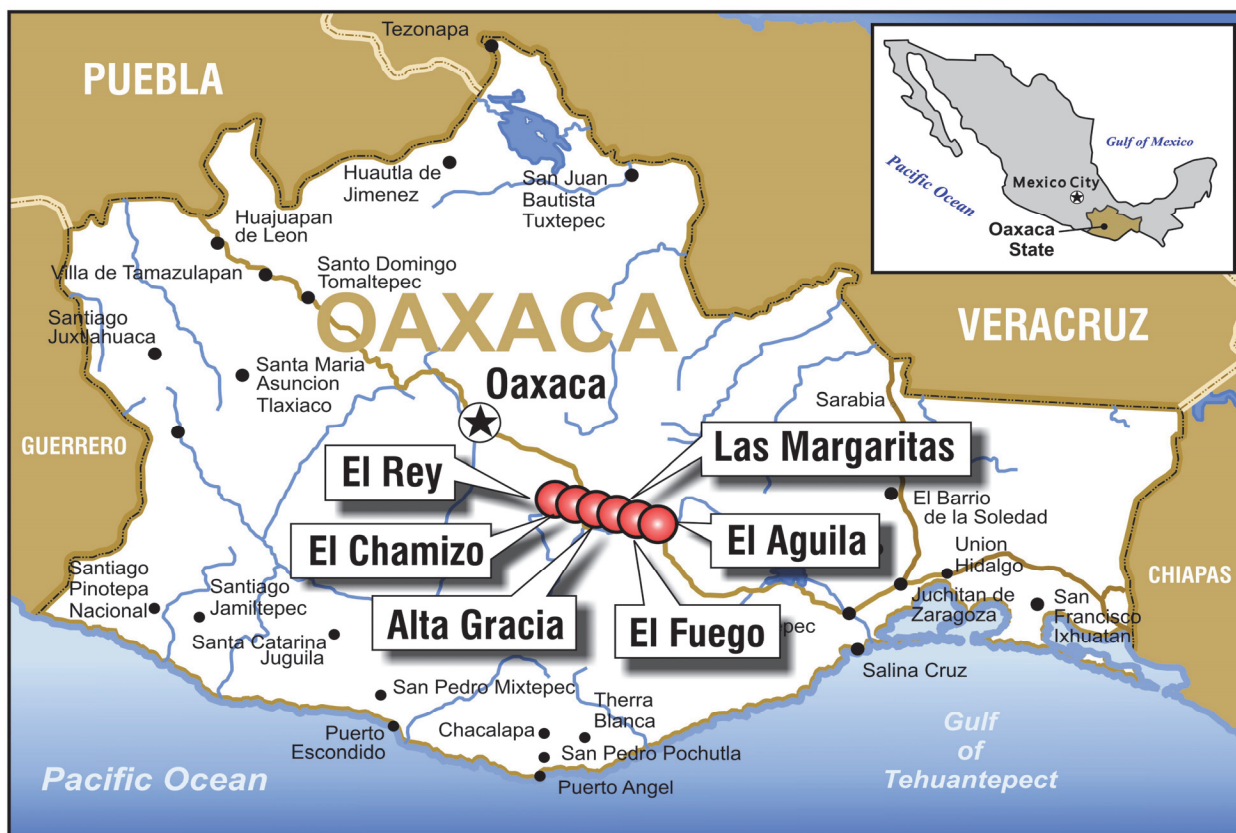 Tezonapa
PUEBLA
Gulf of Mexico
Pacific Ocean
Mexico City
Oaxaca
State
Huautla de
Jimenez
San Juan
Bautista
Tuxtepec
Huajuapan
de Leon
Villa de Tamazulapan
Santo Domingo
Tomaltepec
OAXACA
VERACRUZ
Santiago
Juxtlahuaca
Santa Maria
Asuncion
Tlaxiaco
Oaxaca
Sarabia
GUERRERO
El Rey
Las Margaritas
El Chamizo
El Aguila
El Barrio
de la Soledad
Union
Hidalgo
CHIAPAS
Santiago
Pinotepa
Nacional
Santiago
Jamiltepec
Alta Gracia
El Fuego
epec
Juchitan de
Zaragoza
San
Francisco
Ixhuatan
Santa Catarina
Juguila
Salina Cruz
San Pedro Mixtepec
Therra
Blanca
Puerto
Escondido
Chacalapa
San Pedro Pochutla
Puerto Angel
Pacific Ocean
Gulf
of
Tehuantepect